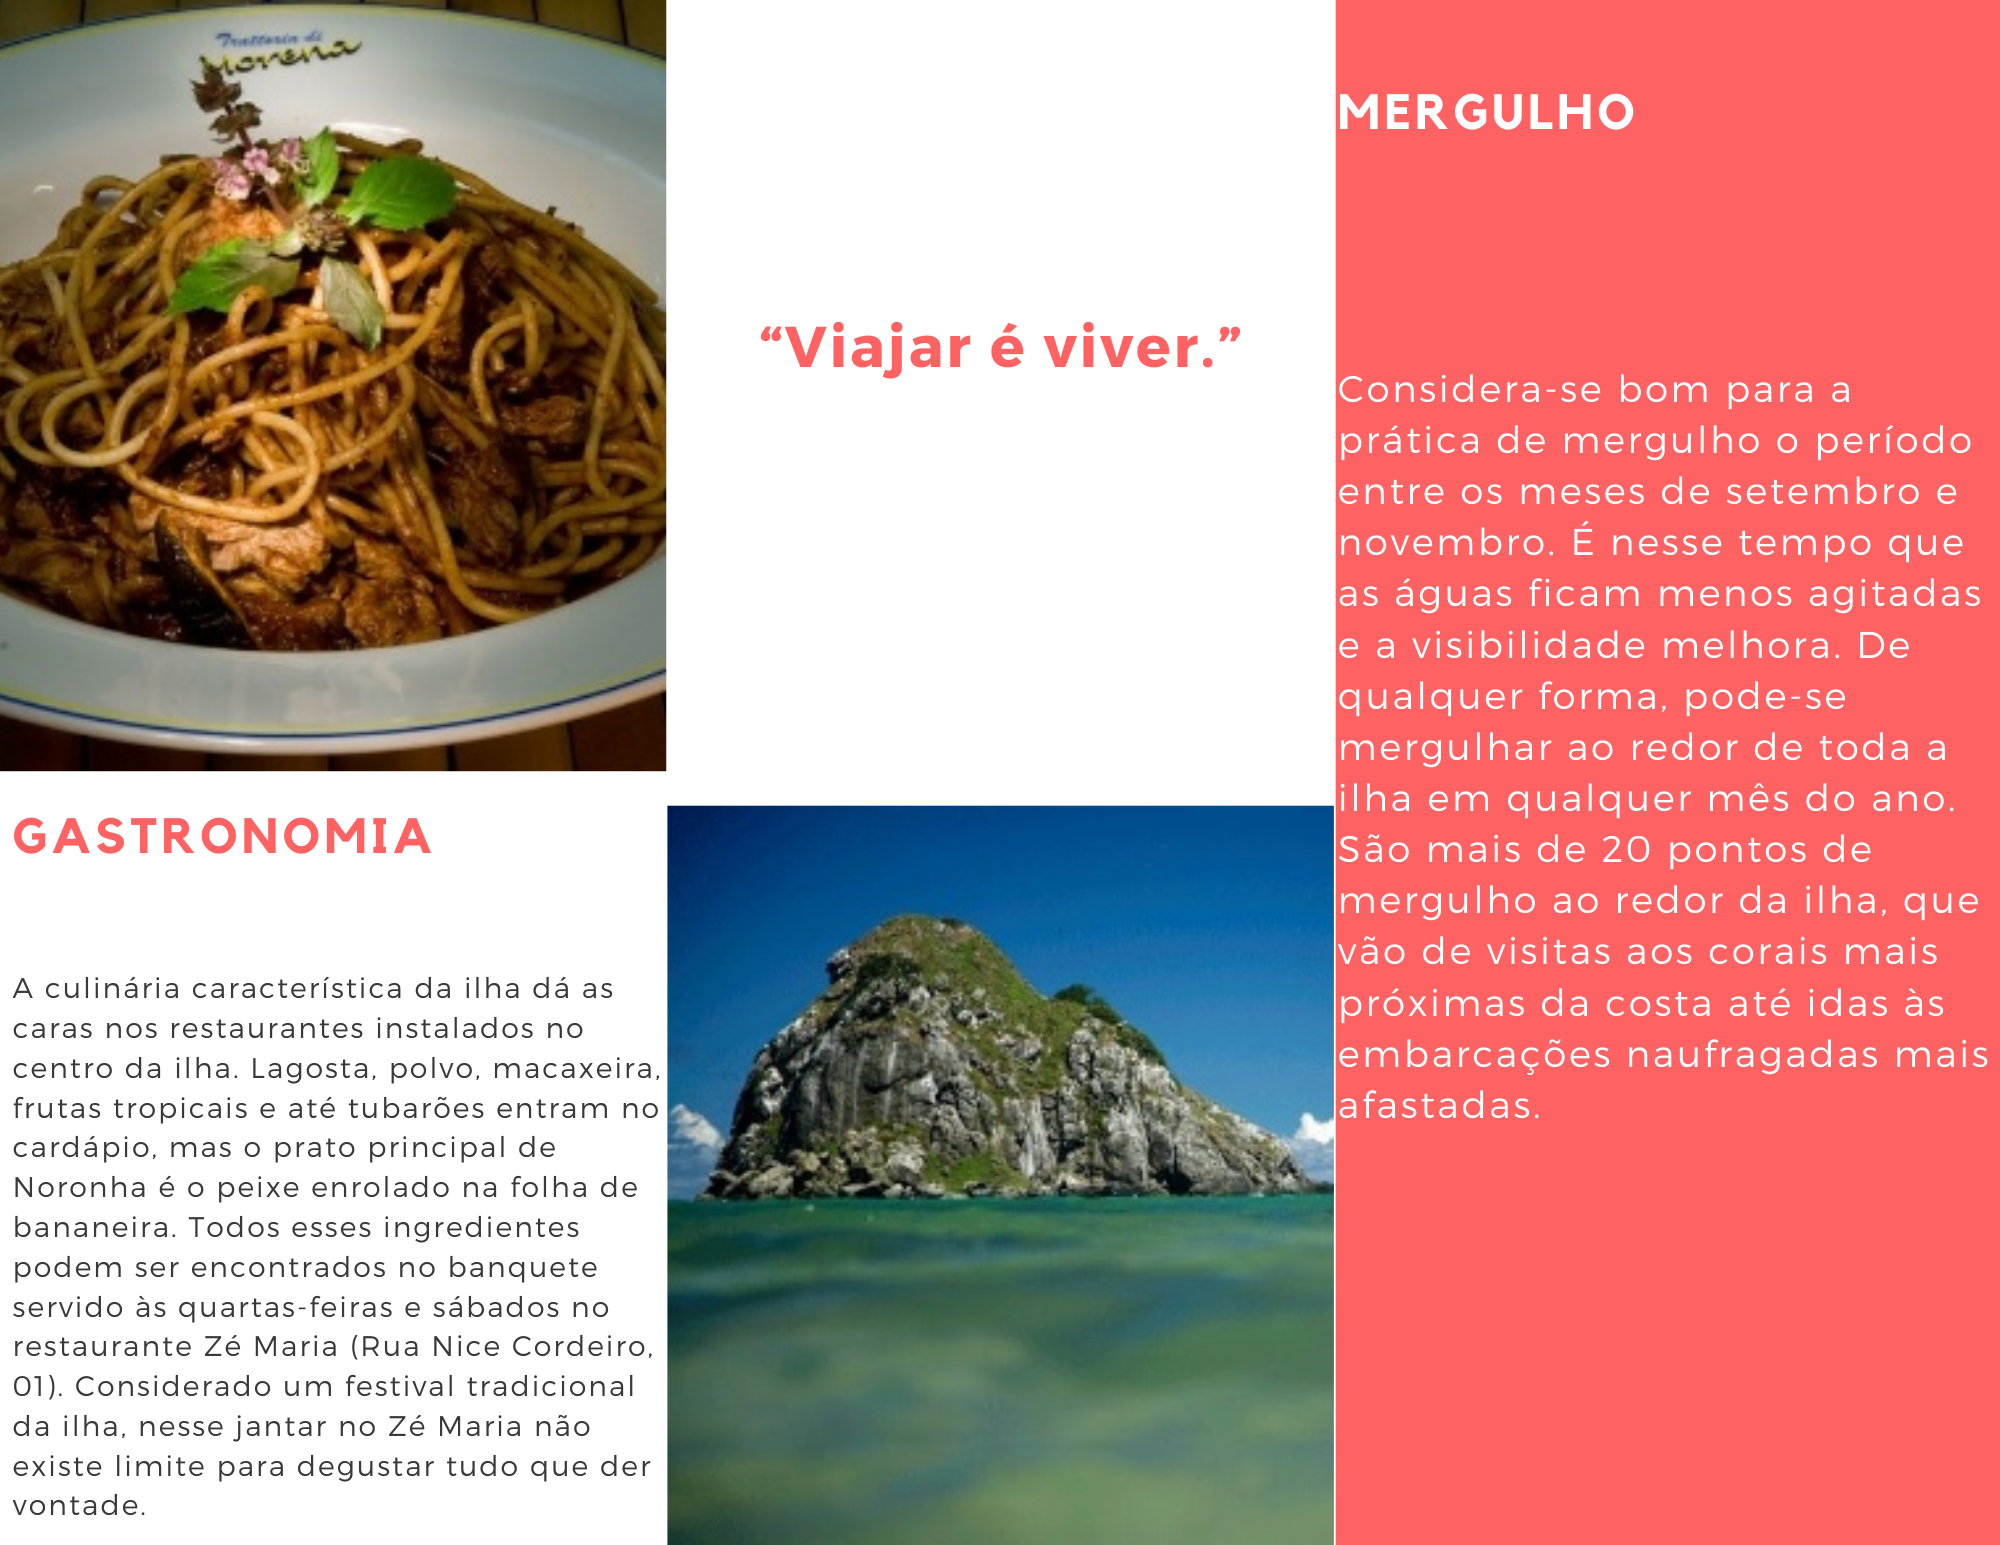 Trattoria di
Morena
GASTRONOMIA
A culinária característica da ilha dá as
caras nos restaurantes instalados no
centro da ilha. Lagosta, polvo, macaxeira,
frutas tropicais e até tubarões entram no
cardápio, mas o prato principal de
Noronha é o peixe enrolado na folha de
bananeira. Todos esses ingredientes
podem ser encontrados no banquete
servido às quartas-feiras e sábados no
restaurante Zé Maria (Rua Nice Cordeiro,
01). Considerado um festival tradicional
da ilha, nesse jantar no Zé Maria não
existe limite para degustar tudo que der
vontade.
“Viajar é viver.”
MERGULHO
Considera-se bom para a
prática de mergulho o período
entre os meses de setembro e
novembro. É nesse tempo que
as águas ficam menos agitadas
e a visibilidade melhora. De
qualquer forma, pode-se
mergulhar ao redor de toda a
ilha em qualquer mês do ano.
São mais de 20 pontos de
mergulho ao redor da ilha, que
vão de visitas aos corais mais
próximas da costa até idas às
embarcações naufragadas mais
afastadas.